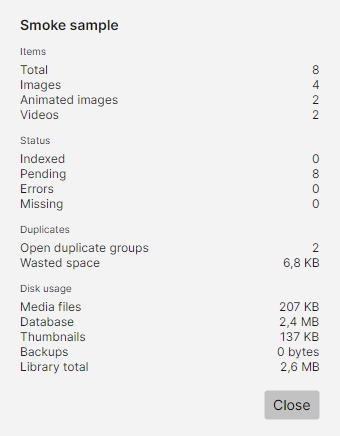 Smoke sample
Items
Total 8
Images 4
Animated images 2
Videos 2
Status
Indexed 0
Pending 8
Errors 0
Missing 0
Duplicates
Open duplicate groups 2
Wasted space 6,8 KB
Disk usage
Media files 207 KB
Database 2,4 MB
Thumbnails 137 KB
Backups 0 bytes
Library total 2,6 MB
Close